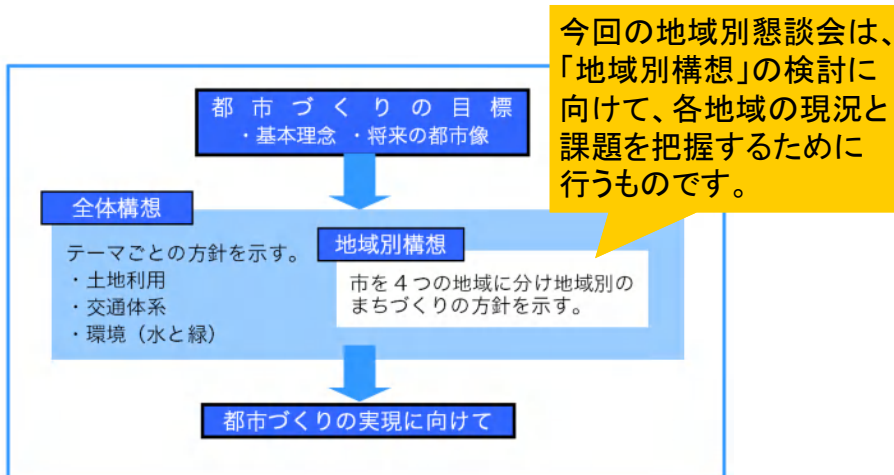 今回の地域別懇談会は、
「地域別構想」の検討に
向けて、各地域の現況と
課題を把握するために
行うものです。
都市づくりの目標
・基本理念 ・将来の都市像
全体構想
テーマごとの方針を示す。
・土地利用
・交通体系
・環境（水と緑）
地域別構想
市を４つの地域に分け地域別の
まちづくりの方針を示す。
都市づくりの実現に向けて